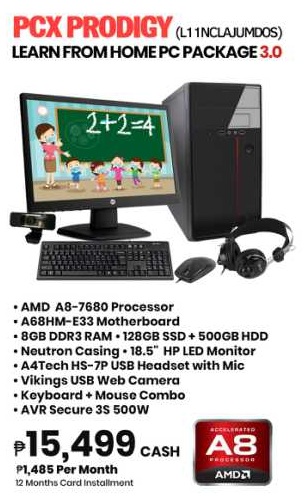 PCX PRODIGY (L11NCLAJUMDOS)
LEARN FROM HOME PC PACKAGE 3.0
2+2=4
• AMD A8-7680 Processor
• A68HM-E33 Motherboard
• 8GB DDR3 RAM • 128GB SSD + 500GB HDD
• Neutron Casing • 18.5" HP LED Monitor
• A4Tech HS-7P USB Headset with Mic
• Vikings USB Web Camera
• Keyboard + Mouse Combo
• AVR Secure 3S 500W
₱15,499 CASH
₱1,485 Per Month
12 Months Card Installment
ACCELERATED
A8
PROCESSOR
AMD